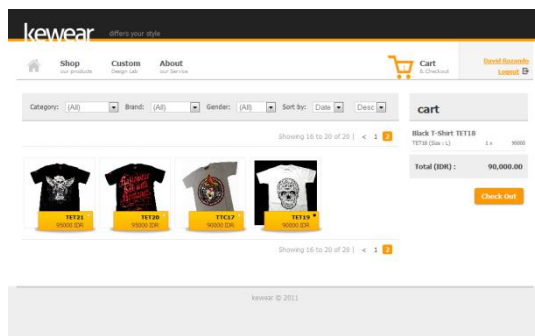 kewear differs your style
Shop Custom About Cart
our products Design Lab our Service & Checkout
David Rozando
Logout
Category: (All) Brand: (All) Gender: (All) Sort by: Date Desc
cart
Showing 16 to 20 of 20 | < 1 2
Black T-Shirt TET18
TET18 (Size : L) 1 x 90000
Total (IDR) : 90,000.00
Check Out
TET21 TET20 TTC17 TET19
90000 IDR 90000 IDR 90000 IDR 90000 IDR
Showing 16 to 20 of 20 | < 1 2
kewear © 2011